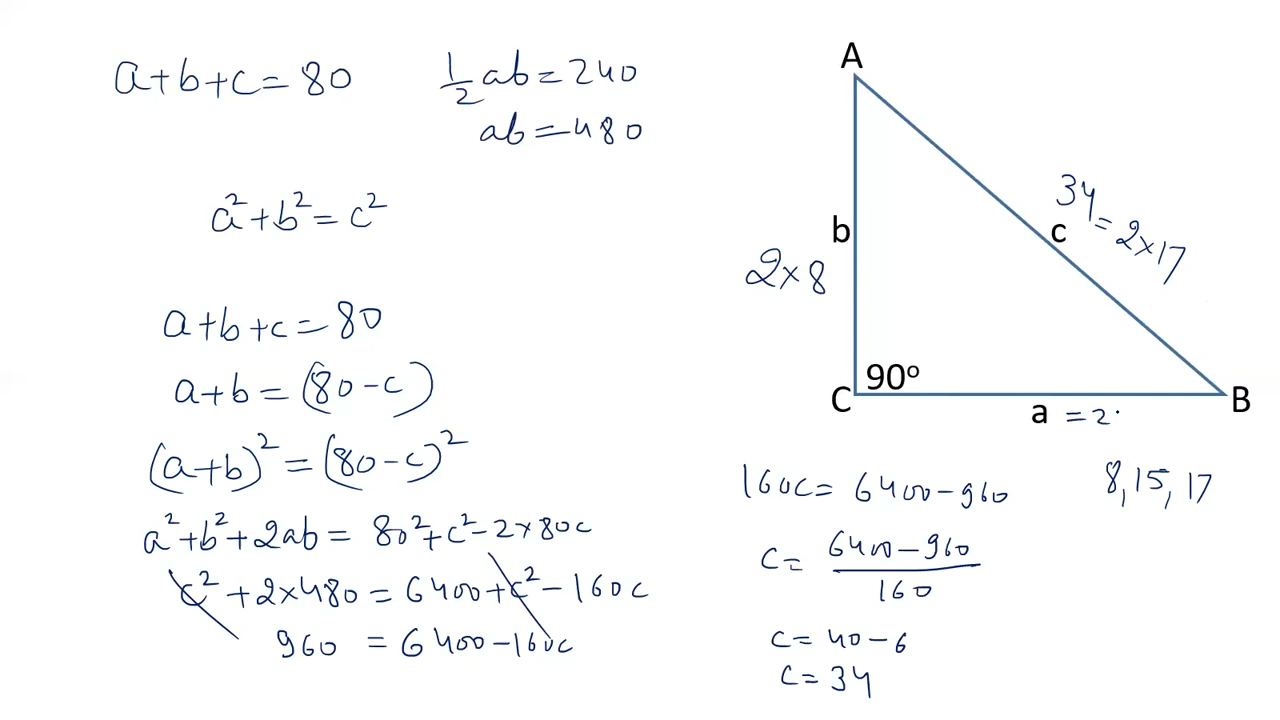 a+b+c=80
½ab=240
ab=480
a²+b²=c²
a+b+c=80
a+b=(80-c)
(a+b)²=(80-c)²
a²+b²+2ab=80²+c²-2×80c
c²+2×480=6400+c²-160c
960=6400-160c
A
34=2×17
b
c
2×8
C
90°
B
a=2·
160c=6400-960
8,15,17
c=(6400-960)/160
c=40-6
c=34